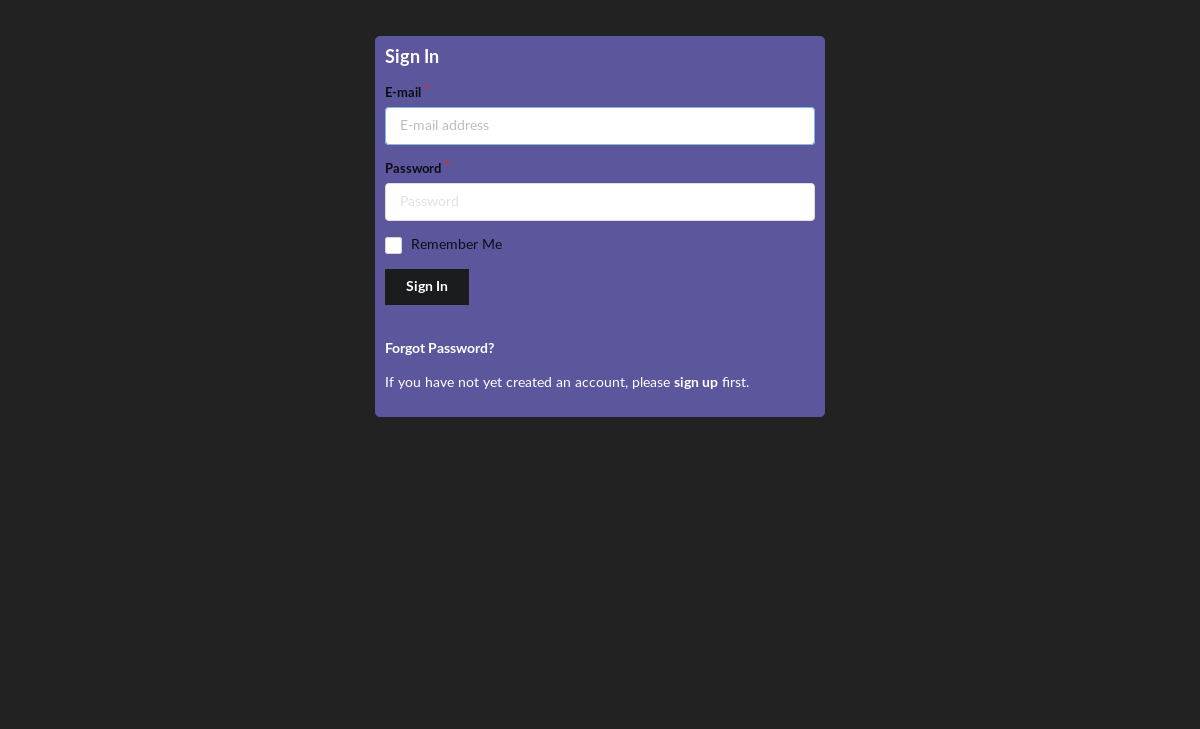 Sign In
E-mail *
E-mail address
Password *
Password
Remember Me
Sign In
Forgot Password?
If you have not yet created an account, please sign up first.